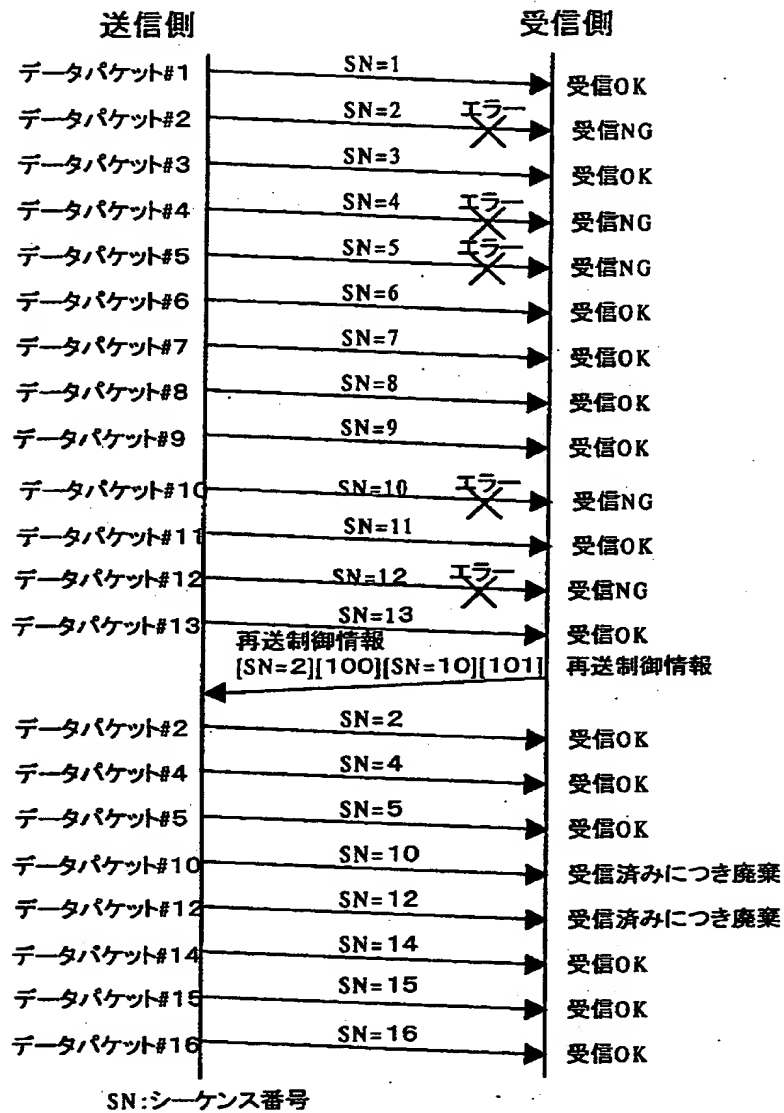 送信側 受信側
データパケット#1 SN=1 受信OK
データパケット#2 SN=2 エラー 受信NG
データパケット#3 SN=3 受信OK
データパケット#4 SN=4 エラー 受信NG
データパケット#5 SN=5 エラー 受信NG
データパケット#6 SN=6 受信OK
データパケット#7 SN=7 受信OK
データパケット#8 SN=8 受信OK
データパケット#9 SN=9 受信OK
データパケット#10 SN=10 エラー 受信NG
データパケット#11 SN=11 受信OK
データパケット#12 SN=12 エラー 受信NG
データパケット#13 SN=13 受信OK
再送制御情報
[SN=2][100][SN=10][101] 再送制御情報
データパケット#2 SN=2 受信OK
データパケット#4 SN=4 受信OK
データパケット#5 SN=5 受信OK
データパケット#10 SN=10 受信済みにつき廃棄
データパケット#12 SN=12 受信済みにつき廃棄
データパケット#14 SN=14 受信OK
データパケット#15 SN=15 受信OK
データパケット#16 SN=16 受信OK
SN:シーケンス番号